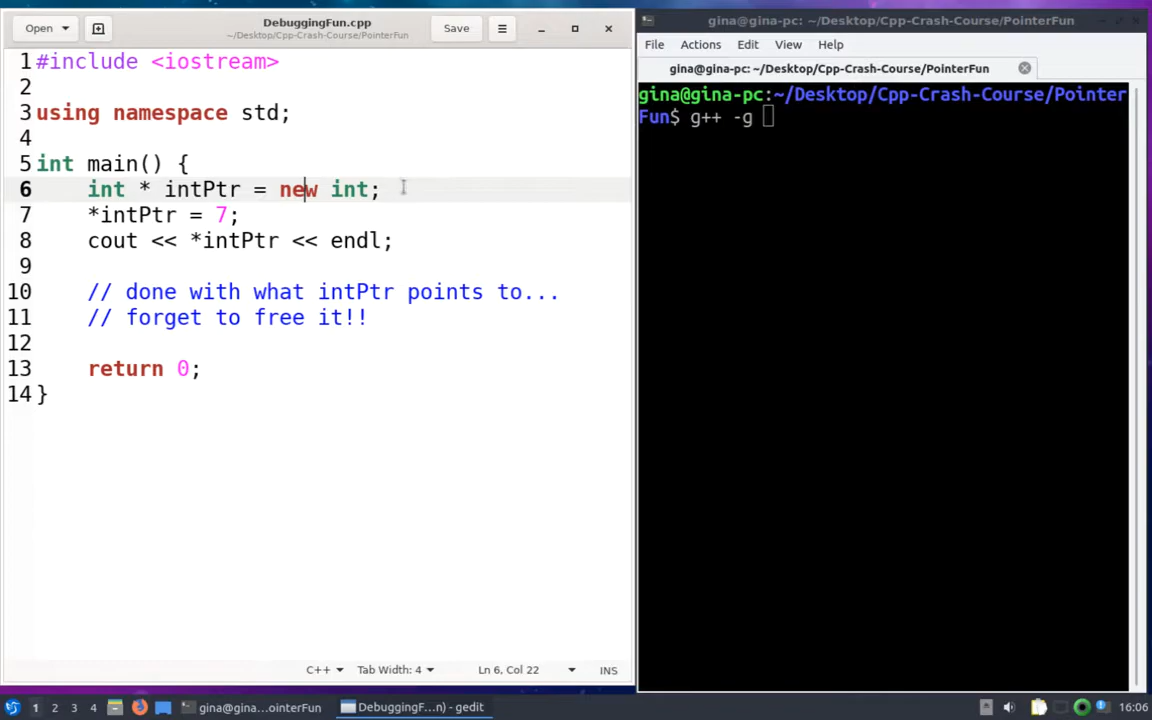 Open
DebuggingFun.cpp
~/Desktop/Cpp-Crash-Course/PointerFun
Save
1 #include <iostream>
2
3 using namespace std;
4
5 int main() {
6 int * intPtr = new int;
7 *intPtr = 7;
8 cout << *intPtr << endl;
9
10 // done with what intPtr points to...
11 // forget to free it!!
12
13 return 0;
14 }
C++ Tab Width: 4 Ln 6, Col 22 INS
gina@gina-pc: ~/Desktop/Cpp-Crash-Course/PointerFun
File Actions Edit View Help
gina@gina-pc: ~/Desktop/Cpp-Crash-Course/PointerFun
gina@gina-pc:~/Desktop/Cpp-Crash-Course/Pointer
Fun$ g++ -g
1 2 3 4 gina@gina...ointerFun DebuggingF...n) - gedit 16:06